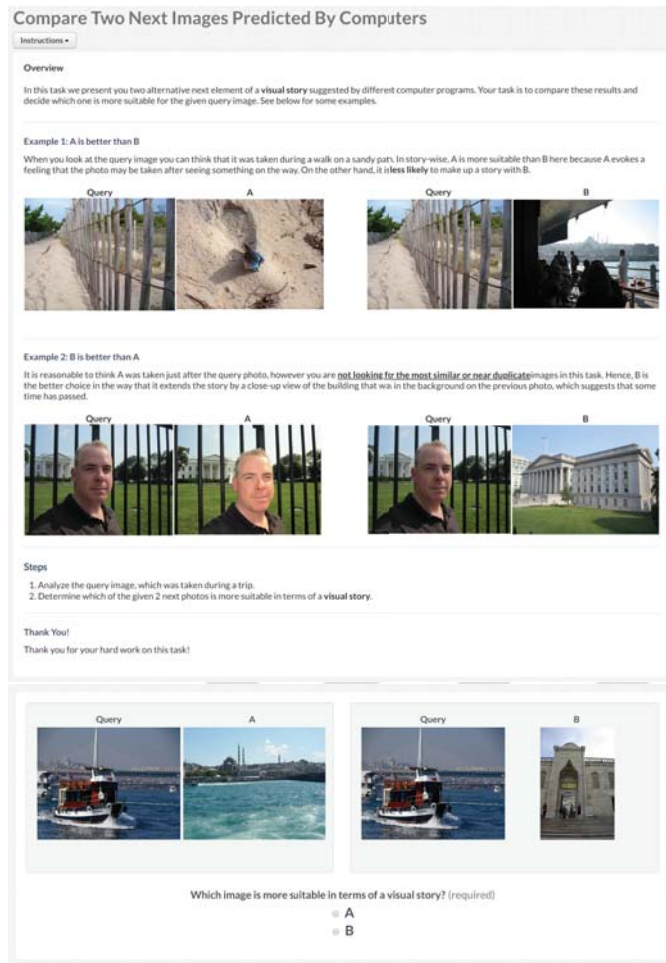 Compare Two Next Images Predicted By Computers
Instructions
Overview
In this task we present you two alternative next element of a visual story suggested by different computer programs. Your task is to compare these results and
decide which one is more suitable for the given query image. See below for some examples.
Example 1: A is better than B
When you look at the query image you can think that it was taken during a walk on a sandy path. In story-wise, A is more suitable than B here because A evokes a
feeling that the photo may be taken after seeing something on the way. On the other hand, it is less likely to make up a story with B.
Query A Query B
Example 2: B is better than A
It is reasonable to think A was taken just after the query photo, however you are not looking for the most similar or near duplicate images in this task. Hence, B is
the better choice in the way that it extends the story by a close-up view of the building that was in the background on the previous photo, which suggests that some
time has passed.
Query A Query B
Steps
1. Analyze the query image, which was taken during a trip.
2. Determine which of the given 2 next photos is more suitable in terms of a visual story.
Thank You!
Thank you for your hard work on this task!
Query A Query B
Which image is more suitable in terms of a visual story? (required)
A
B